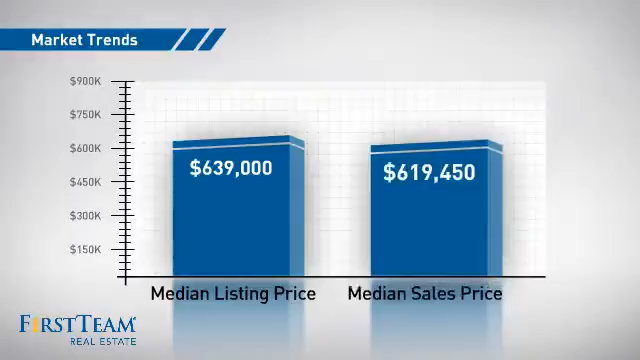 Market Trends
$900K
$750K
$600K
$450K
$300K
$150K
$639,000
$619,450
Median Listing Price
Median Sales Price
FIRSTTEAM®
REAL ESTATE